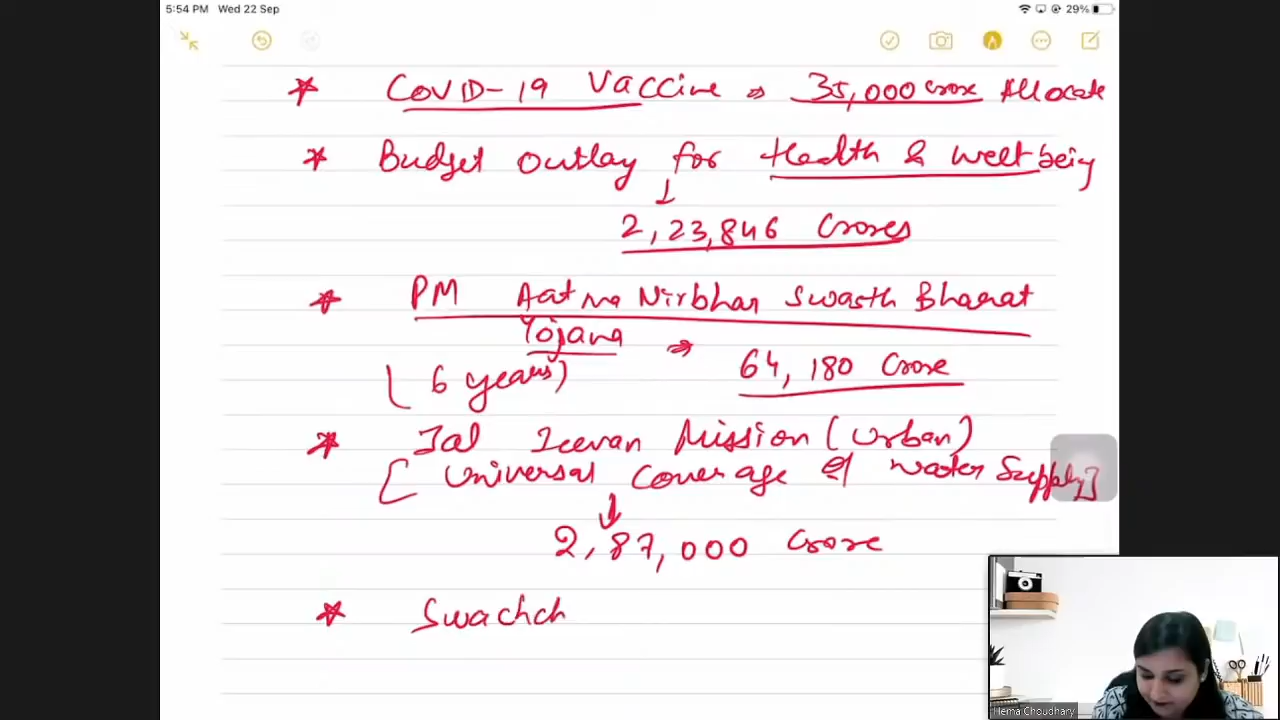 5:54 PM Wed 22 Sep 29%
* COVID-19 Vaccine => 35,000 crore Allocate
* Budget outlay for Health & Well being
↓
2,23,846 Crores
* PM AatmaNirbhar Swasth Bharat
Yojana => 64,180 Crore
( 6 years)
* Jal Jeevan Mission (Urban)
[ Universal Coverage of water Supply]
↓
2,87,000 Crore
* Swachch
Hema Choudhary